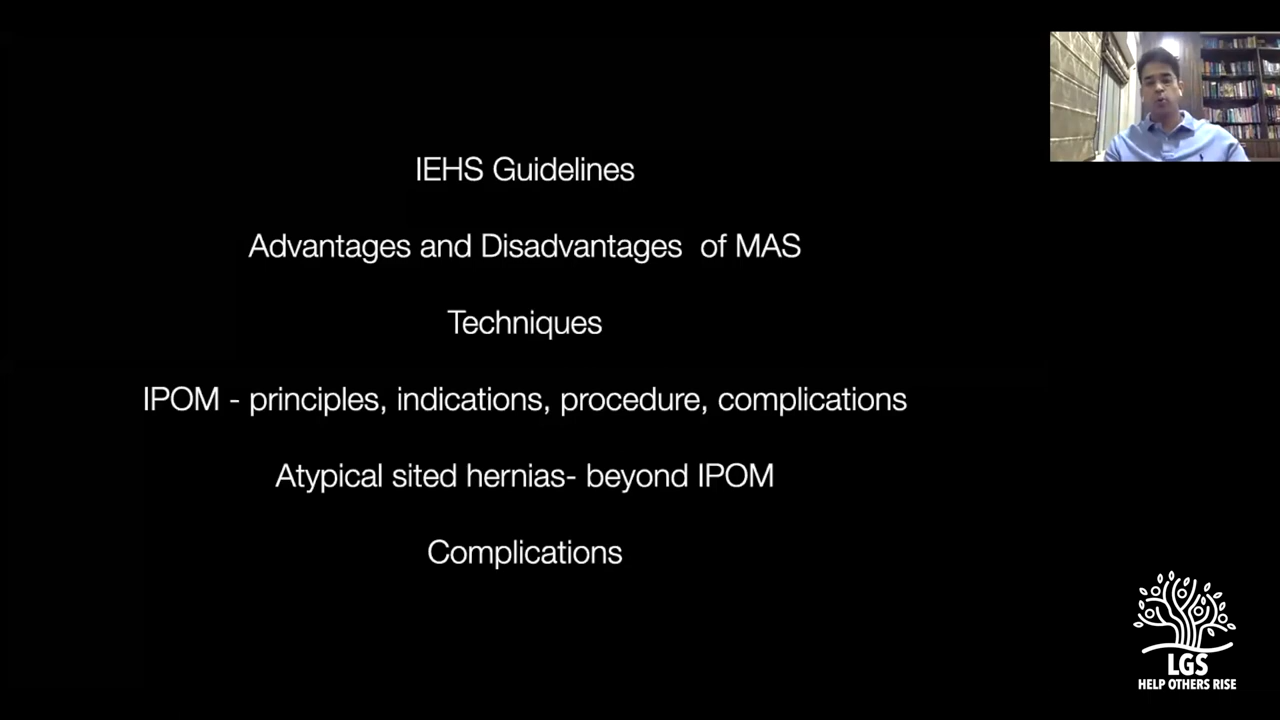 IEHS Guidelines
Advantages and Disadvantages of MAS
Techniques
IPOM - principles, indications, procedure, complications
Atypical sited hernias- beyond IPOM
Complications
LGS
HELP OTHERS RISE